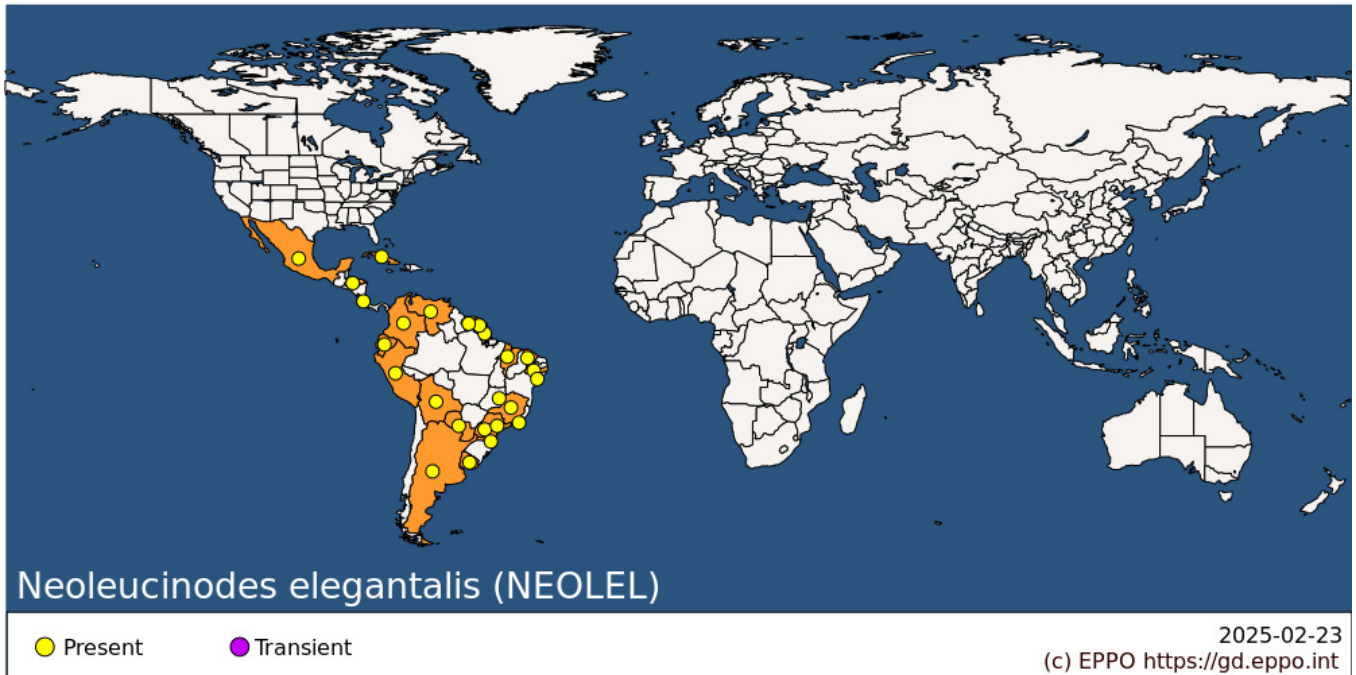 Neoleucinodes elegantalis (NEOLEL)
Present
Transient
2025-02-23
(c) EPPO https://gd.eppo.int